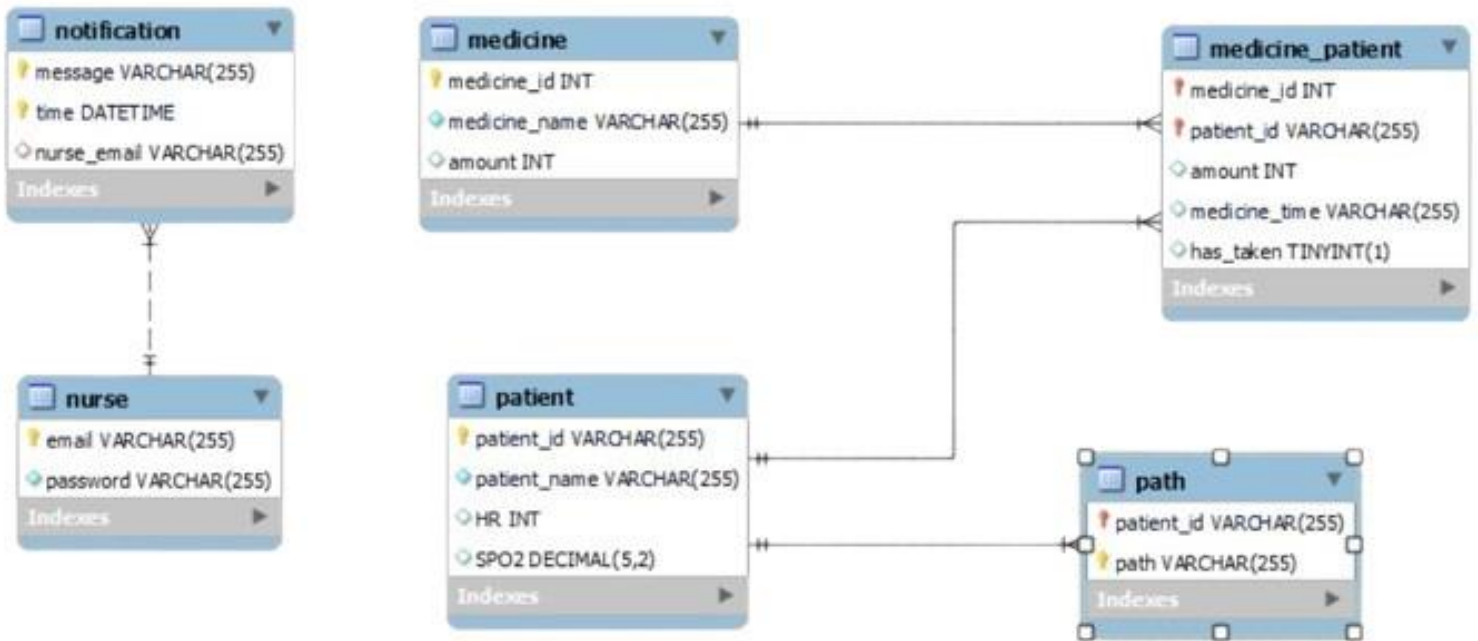 notification
message VARCHAR(255)
time DATETIME
nurse_email VARCHAR(255)
Indexes
medicine
medicine_id INT
medicine_name VARCHAR(255)
amount INT
Indexes
medicine_patient
medicine_id INT
patient_id VARCHAR(255)
amount INT
medicine_time VARCHAR(255)
has_taken TINYINT(1)
Indexes
nurse
email VARCHAR(255)
password VARCHAR(255)
Indexes
patient
patient_id VARCHAR(255)
patient_name VARCHAR(255)
HR INT
SPO2 DECIMAL(5,2)
Indexes
path
patient_id VARCHAR(255)
path VARCHAR(255)
Indexes